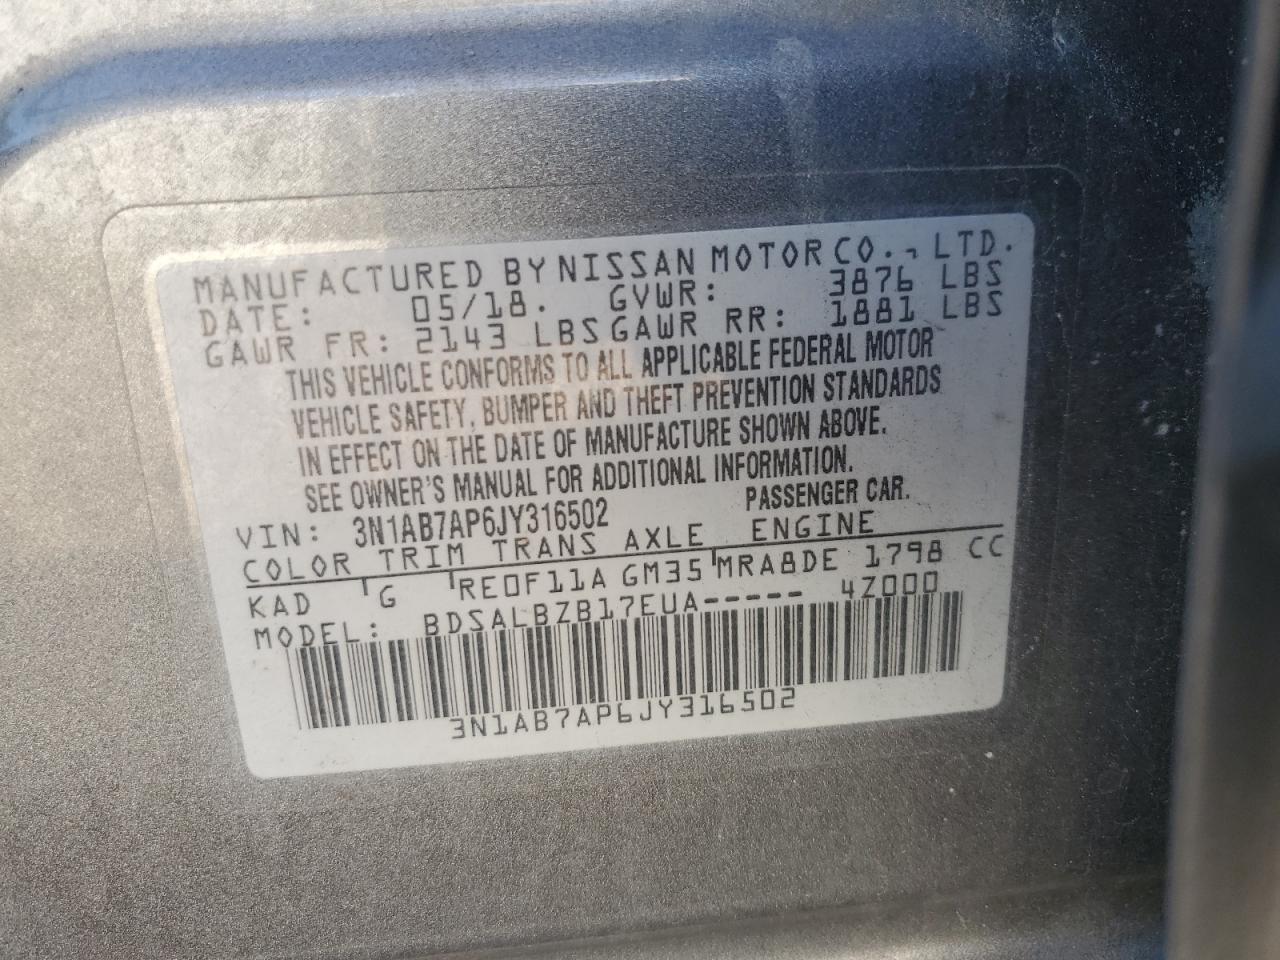 MANUFACTURED BY NISSAN MOTOR CO., LTD.
DATE: 05/18. GVWR: 3876 LBS
GAWR FR: 2143 LBS GAWR RR: 1881 LBS
THIS VEHICLE CONFORMS TO ALL APPLICABLE FEDERAL MOTOR
VEHICLE SAFETY, BUMPER AND THEFT PREVENTION STANDARDS
IN EFFECT ON THE DATE OF MANUFACTURE SHOWN ABOVE.
SEE OWNER'S MANUAL FOR ADDITIONAL INFORMATION.
VIN: 3N1AB7AP6JY316502 PASSENGER CAR.
COLOR TRIM TRANS AXLE ENGINE
KAD G RE0F11A GM35 MRA8DE 1798 CC
MODEL: BDSALBZB17EUA----- 4Z000
3N1AB7AP6JY316502